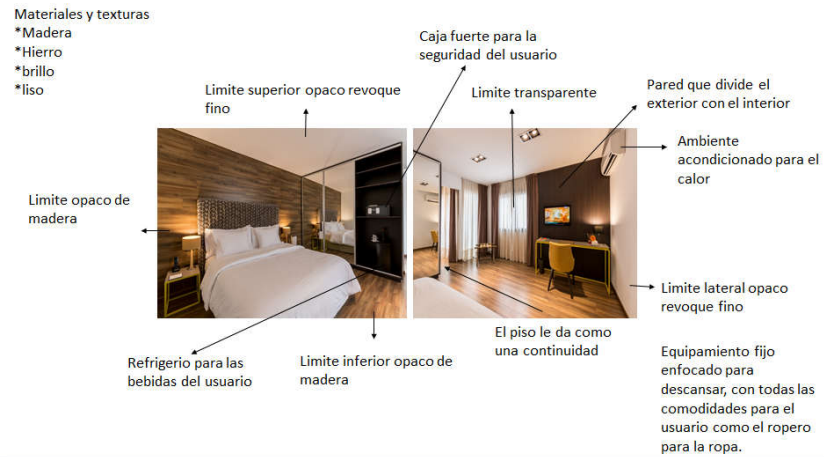 Materiales y texturas
*Madera
*Hierro
*brillo
*liso
Limite superior opaco revoque
fino
Caja fuerte para la
seguridad del usuario
Limite transparente
Pared que divide el
exterior con el interior
Ambiente
acondicionado para el
calor
Limite opaco de
madera
Limite lateral opaco
revoque fino
El piso le da como
una continuidad
Refrigerio para las
bebidas del usuario
Limite inferior opaco de
madera
Equipamiento fijo
enfocado para
descansar, con todas las
comodidades para el
usuario como el ropero
para la ropa.